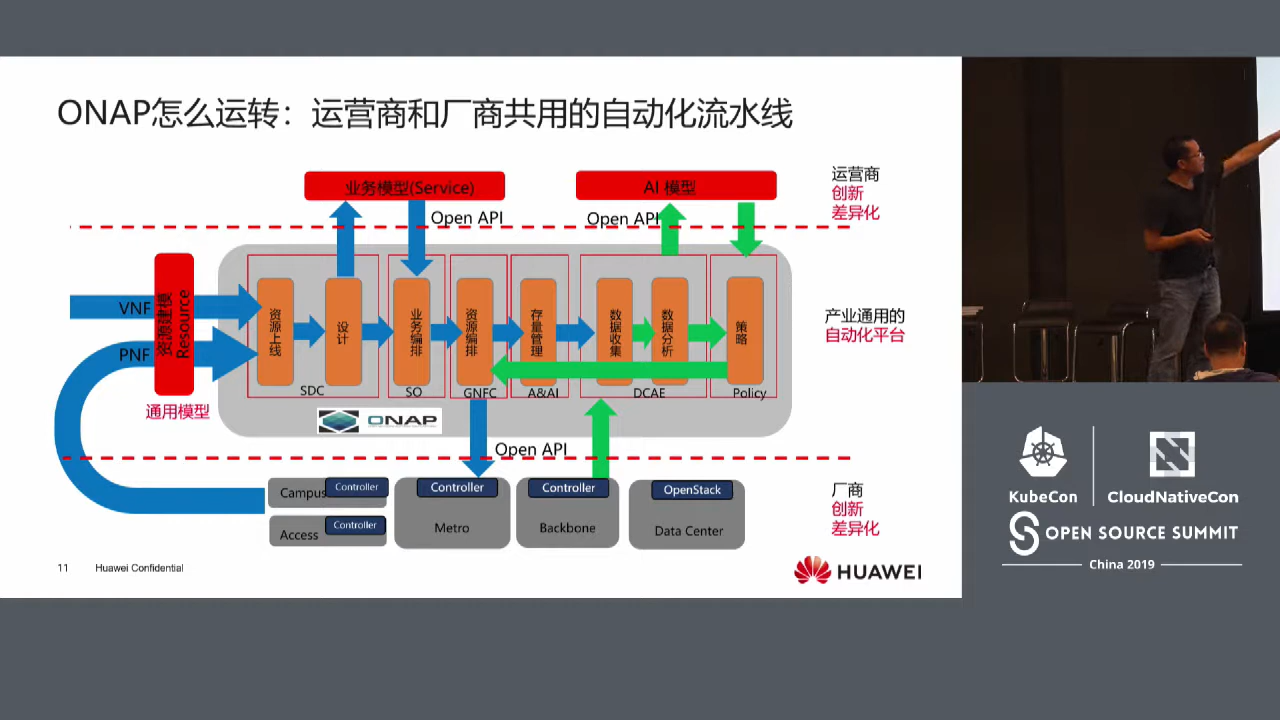 ONAP怎么运转：运营商和厂商共用的自动化流水线
业务模型(Service)
AI 模型
运营商
创新
差异化
Open API
Open API
VNF
PNF
资源建模
Resource
通用模型
资源上线
设计
业务编排
资源编排
存量管理
数据收集
数据分析
策略
SDC
SO
GNFC
A&AI
DCAE
Policy
ONAP
产业通用的
自动化平台
Open API
Campus
Controller
Access
Controller
Controller
Metro
Controller
Backbone
OpenStack
Data Center
厂商
创新
差异化
11
Huawei Confidential
HUAWEI
KubeCon
CloudNativeCon
OPEN SOURCE SUMMIT
China 2019